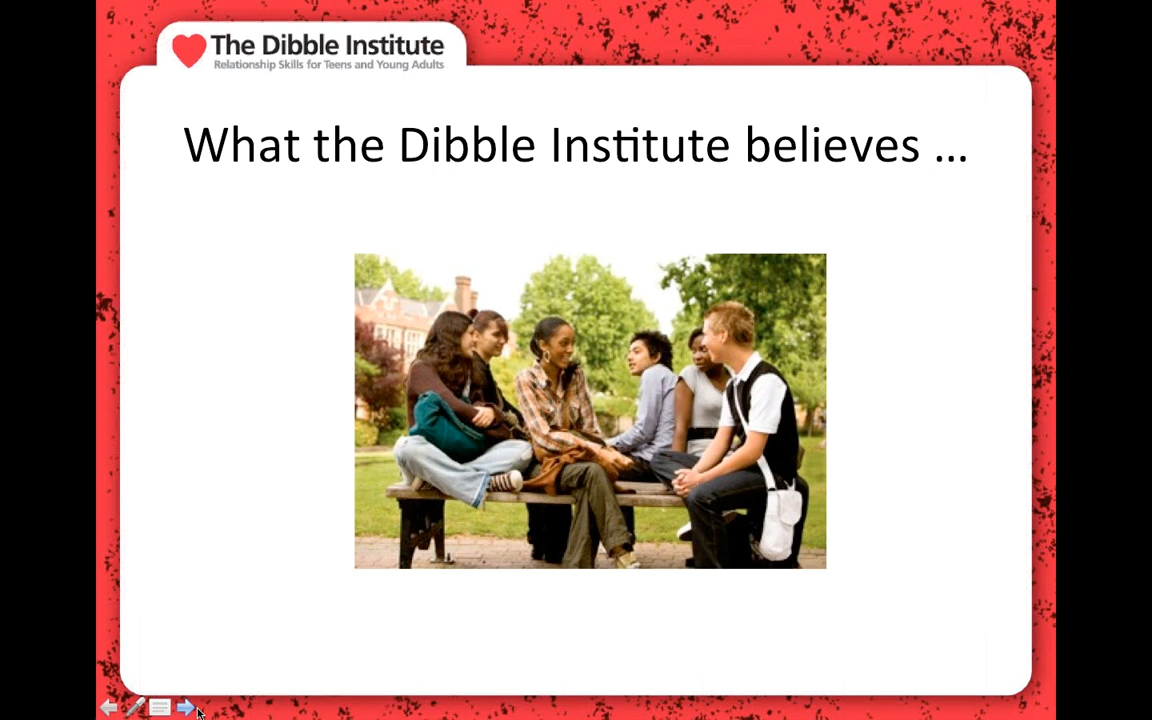 The Dibble Institute
Relationship Skills for Teens and Young Adults
What the Dibble Institute believes ...